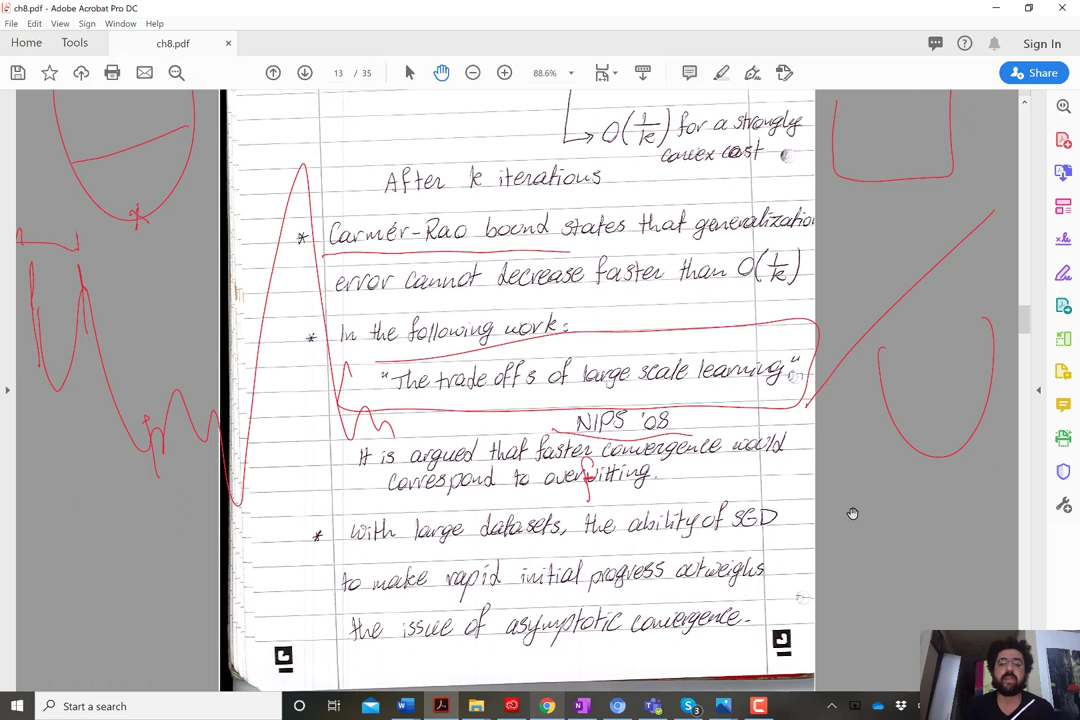 ch8.pdf - Adobe Acrobat Pro DC
File Edit View Sign Window Help
Home Tools ch8.pdf × Sign In
13 / 35 88.6% Share
→ O(1/k) for a strongly
convex cost
After k iterations
* Carmér-Rao bound states that generalizatio
error cannot decrease faster than O(1/k)
* In the following work:
"The trade offs of large scale learning"
NIPS '08
It is argued that faster convergence would
correspond to overfitting.
* with large datasets, the ability of SGD
to make rapid initial progress outweighs
the issue of asymptotic convergence.
Start a search